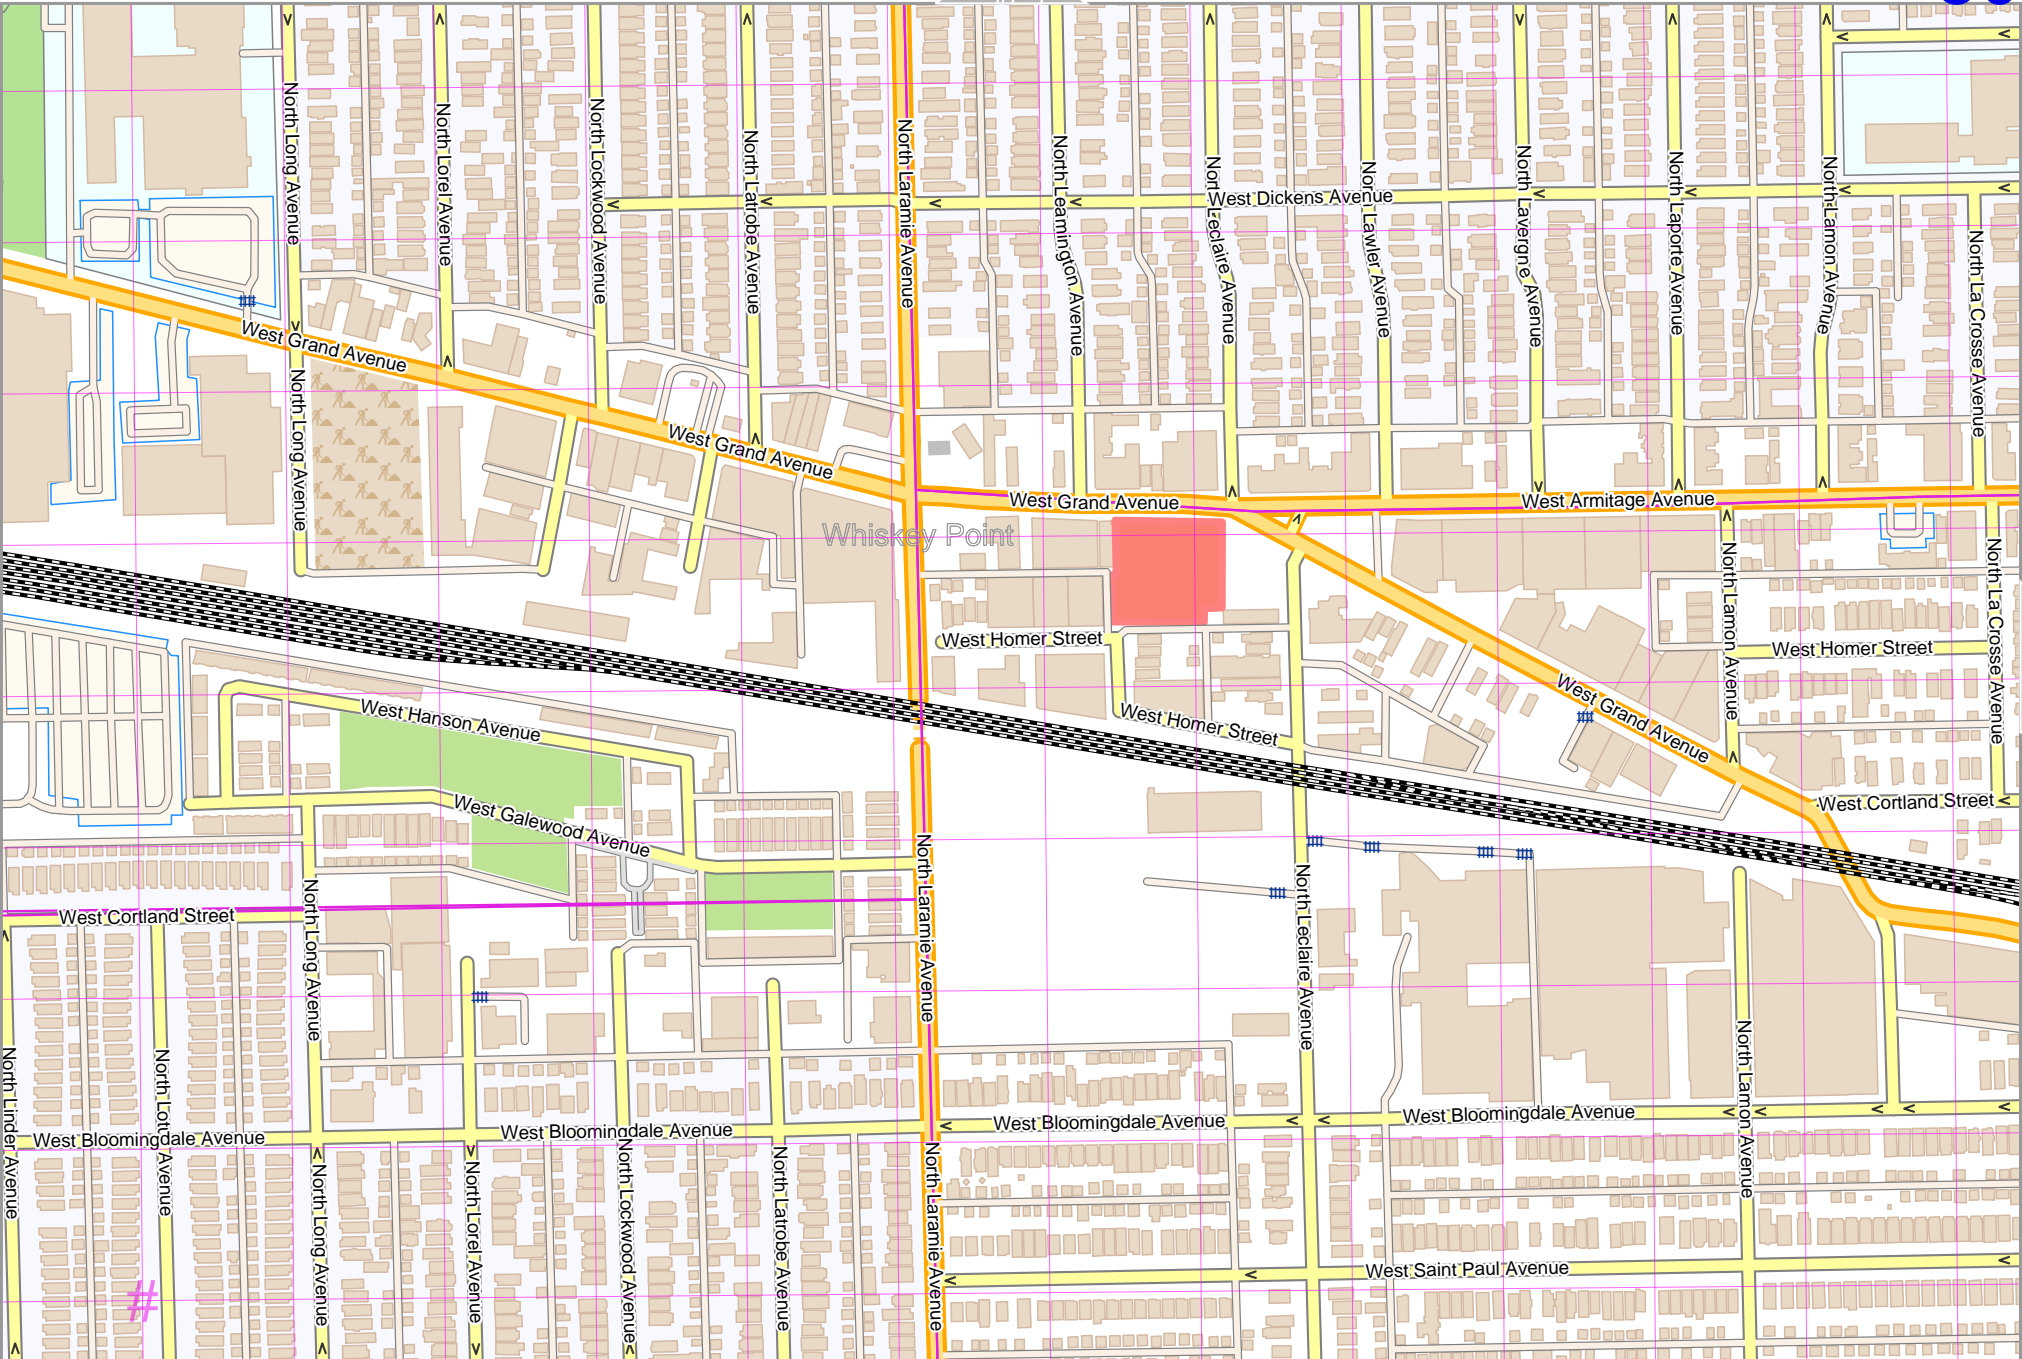 North Long Avenue
North Lorel Avenue
North Lockwood Avenue
North Latrobe Avenue
North Laramie Avenue
North Leamington Avenue
North Leclaire Avenue
North Lawler Avenue
North Lavergne Avenue
North Laporte Avenue
North Lamon Avenue
North La Crosse Avenue
West Dickens Avenue
West Grand Avenue
North Long Avenue
West Grand Avenue
West Grand Avenue
West Armitage Avenue
Whiskey Point
West Homer Street
North Lamon Avenue
North La Crosse Avenue
West Homer Street
West Hanson Avenue
West Homer Street
West Grand Avenue
West Galewood Avenue
West Cortland Street
North Laramie Avenue
North Leclaire Avenue
West Cortland Street
North Long Avenue
North Linder Avenue
North Lotus Avenue
North Lamon Avenue
West Bloomingdale Avenue
West Bloomingdale Avenue
West Bloomingdale Avenue
West Bloomingdale Avenue
North Long Avenue
North Lorel Avenue
North Lockwood Avenue
North Latrobe Avenue
North Laramie Avenue
West Saint Paul Avenue
#